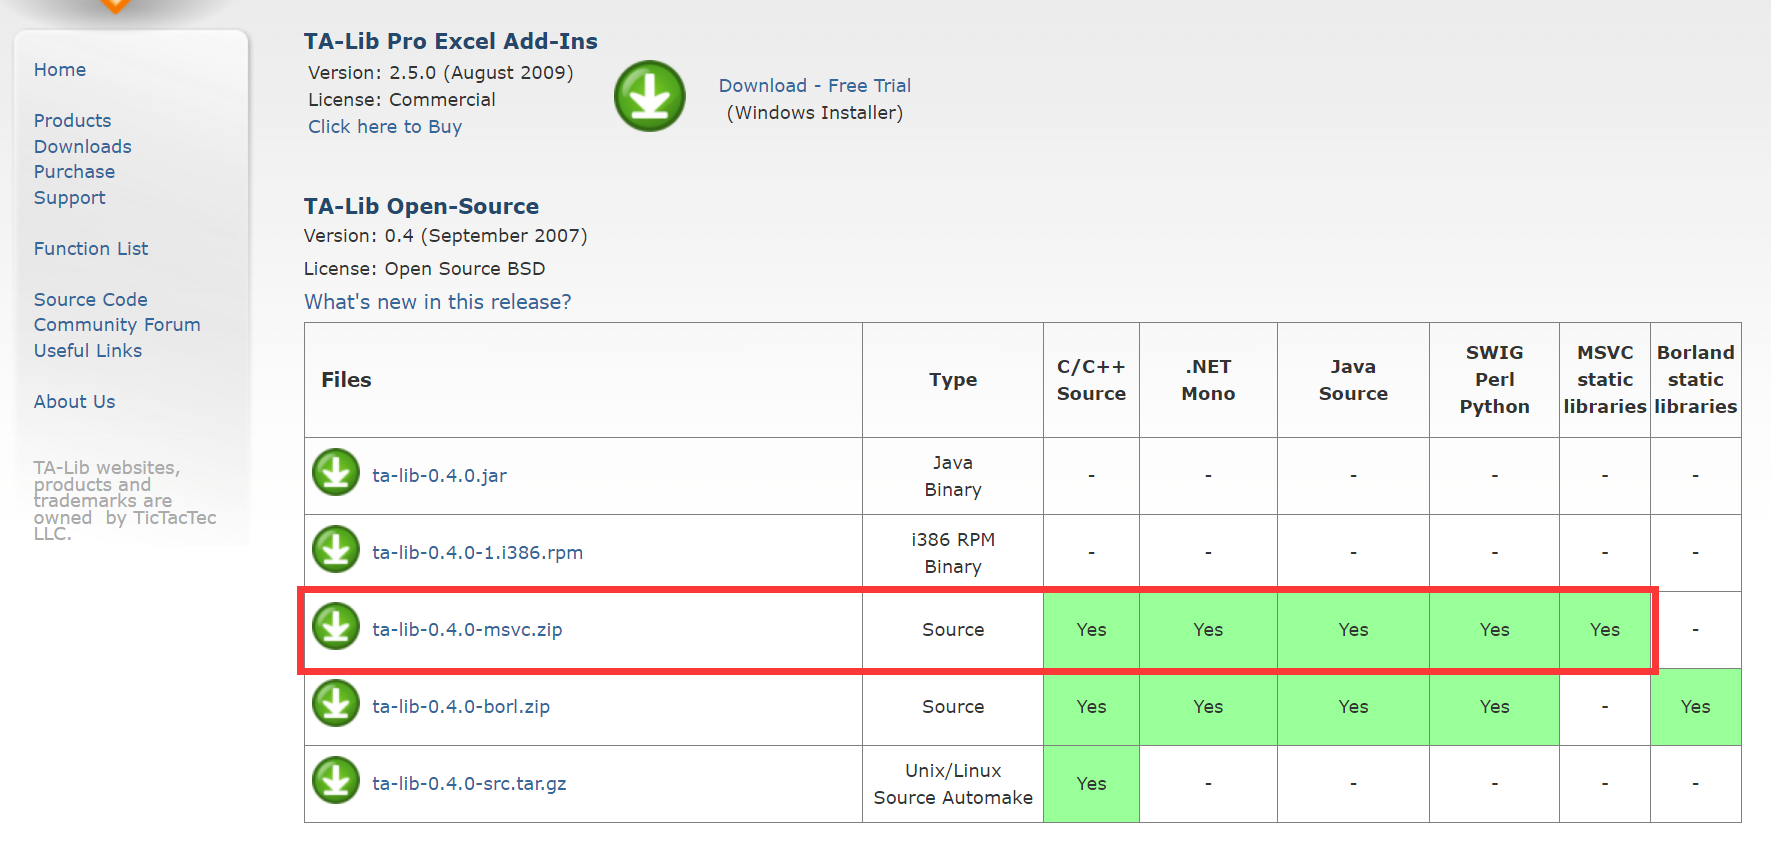 Home
Products
Downloads
Purchase
Support
Function List
Source Code
Community Forum
Useful Links
About Us
TA-Lib websites,
products and
trademarks are
owned  by TicTacTec
LLC.
TA-Lib Pro Excel Add-Ins
Version: 2.5.0 (August 2009)
License: Commercial
Click here to Buy
Download - Free Trial
(Windows Installer)
TA-Lib Open-Source
Version: 0.4 (September 2007)
License: Open Source BSD
What's new in this release?
Files
Type
C/C++
Source
.NET
Mono
Java
Source
SWIG
Perl
Python
MSVC
static
libraries
Borland
static
libraries
ta-lib-0.4.0.jar
Java
Binary
- - - - - -
ta-lib-0.4.0-1.i386.rpm
i386 RPM
Binary
- - - - - -
ta-lib-0.4.0-msvc.zip
Source
Yes Yes Yes Yes Yes -
ta-lib-0.4.0-borl.zip
Source
Yes Yes Yes Yes - Yes
ta-lib-0.4.0-src.tar.gz
Unix/Linux
Source Automake
Yes - - - - -